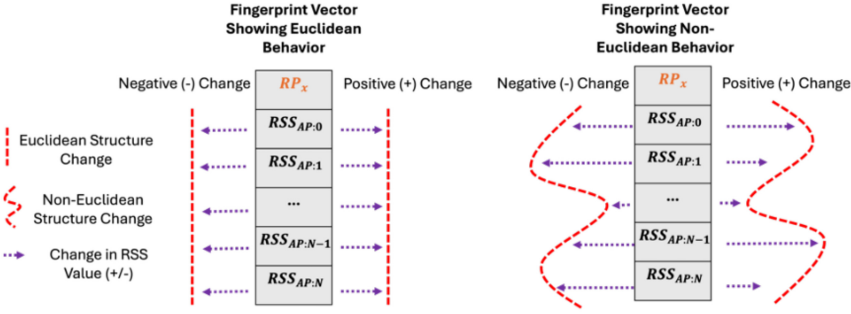 Fingerprint Vector
Showing Euclidean
Behavior
Fingerprint Vector
Showing Non-
Euclidean Behavior
Negative (-) Change
RPₓ
Positive (+) Change
Negative (-) Change
RPₓ
Positive (+) Change
Euclidean Structure
Change
Non-Euclidean
Structure Change
Change in RSS
Value (+/-)
RSS_AP:0
RSS_AP:1
...
RSS_AP:N−1
RSS_AP:N
RSS_AP:0
RSS_AP:1
...
RSS_AP:N−1
RSS_AP:N